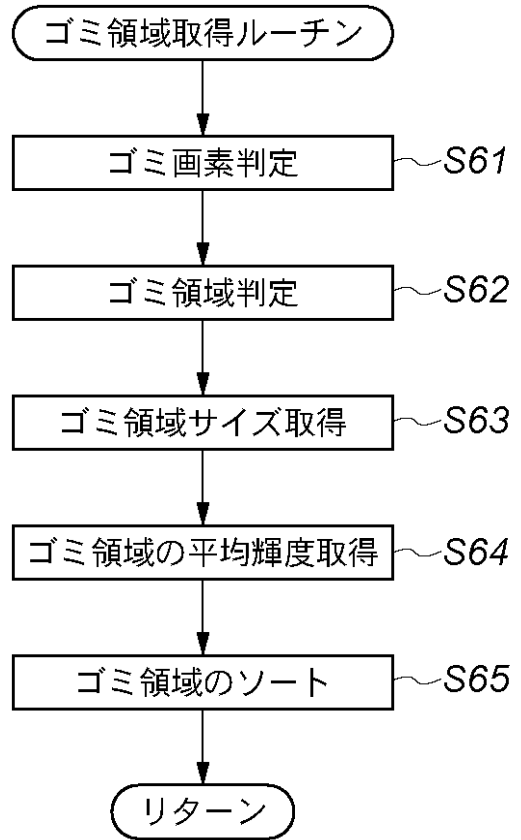 ゴミ領域取得ルーチン
ゴミ画素判定 S61
ゴミ領域判定 S62
ゴミ領域サイズ取得 S63
ゴミ領域の平均輝度取得 S64
ゴミ領域のソート S65
リターン